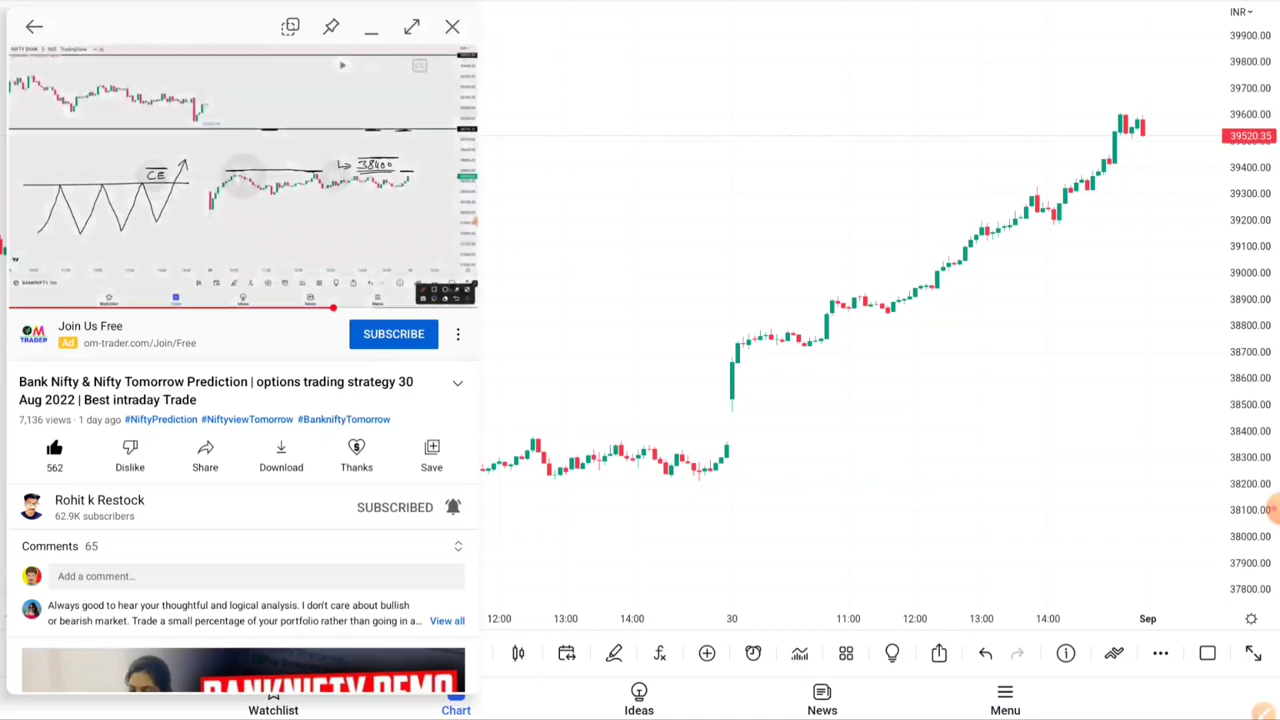 NIFTY BANK
CE
38400
BANKNIFTY
OM
TRADER
Join Us Free
Ad om-trader.com/Join/Free
SUBSCRIBE
Bank Nifty & Nifty Tomorrow Prediction | options trading strategy 30
Aug 2022 | Best intraday Trade
7,136 views · 1 day ago #NiftyPrediction #NiftyviewTomorrow #BankniftyTomorrow
562 Dislike Share Download Thanks Save
Rohit k Restock
62.9K subscribers
SUBSCRIBED
Comments 65
Add a comment...
Always good to hear your thoughtful and logical analysis. I don't care about bullish
or bearish market. Trade a small percentage of your portfolio rather than going in a... View all
BANKNIFTY DEMO
INR
39900.00
39800.00
39700.00
39600.00
39520.35
39400.00
39300.00
39200.00
39100.00
39000.00
38900.00
38800.00
38700.00
38600.00
38500.00
38400.00
38300.00
38200.00
38100.00
38000.00
37900.00
37800.00
12:00 13:00 14:00 30 11:00 12:00 13:00 14:00 Sep
Watchlist Chart Ideas News Menu